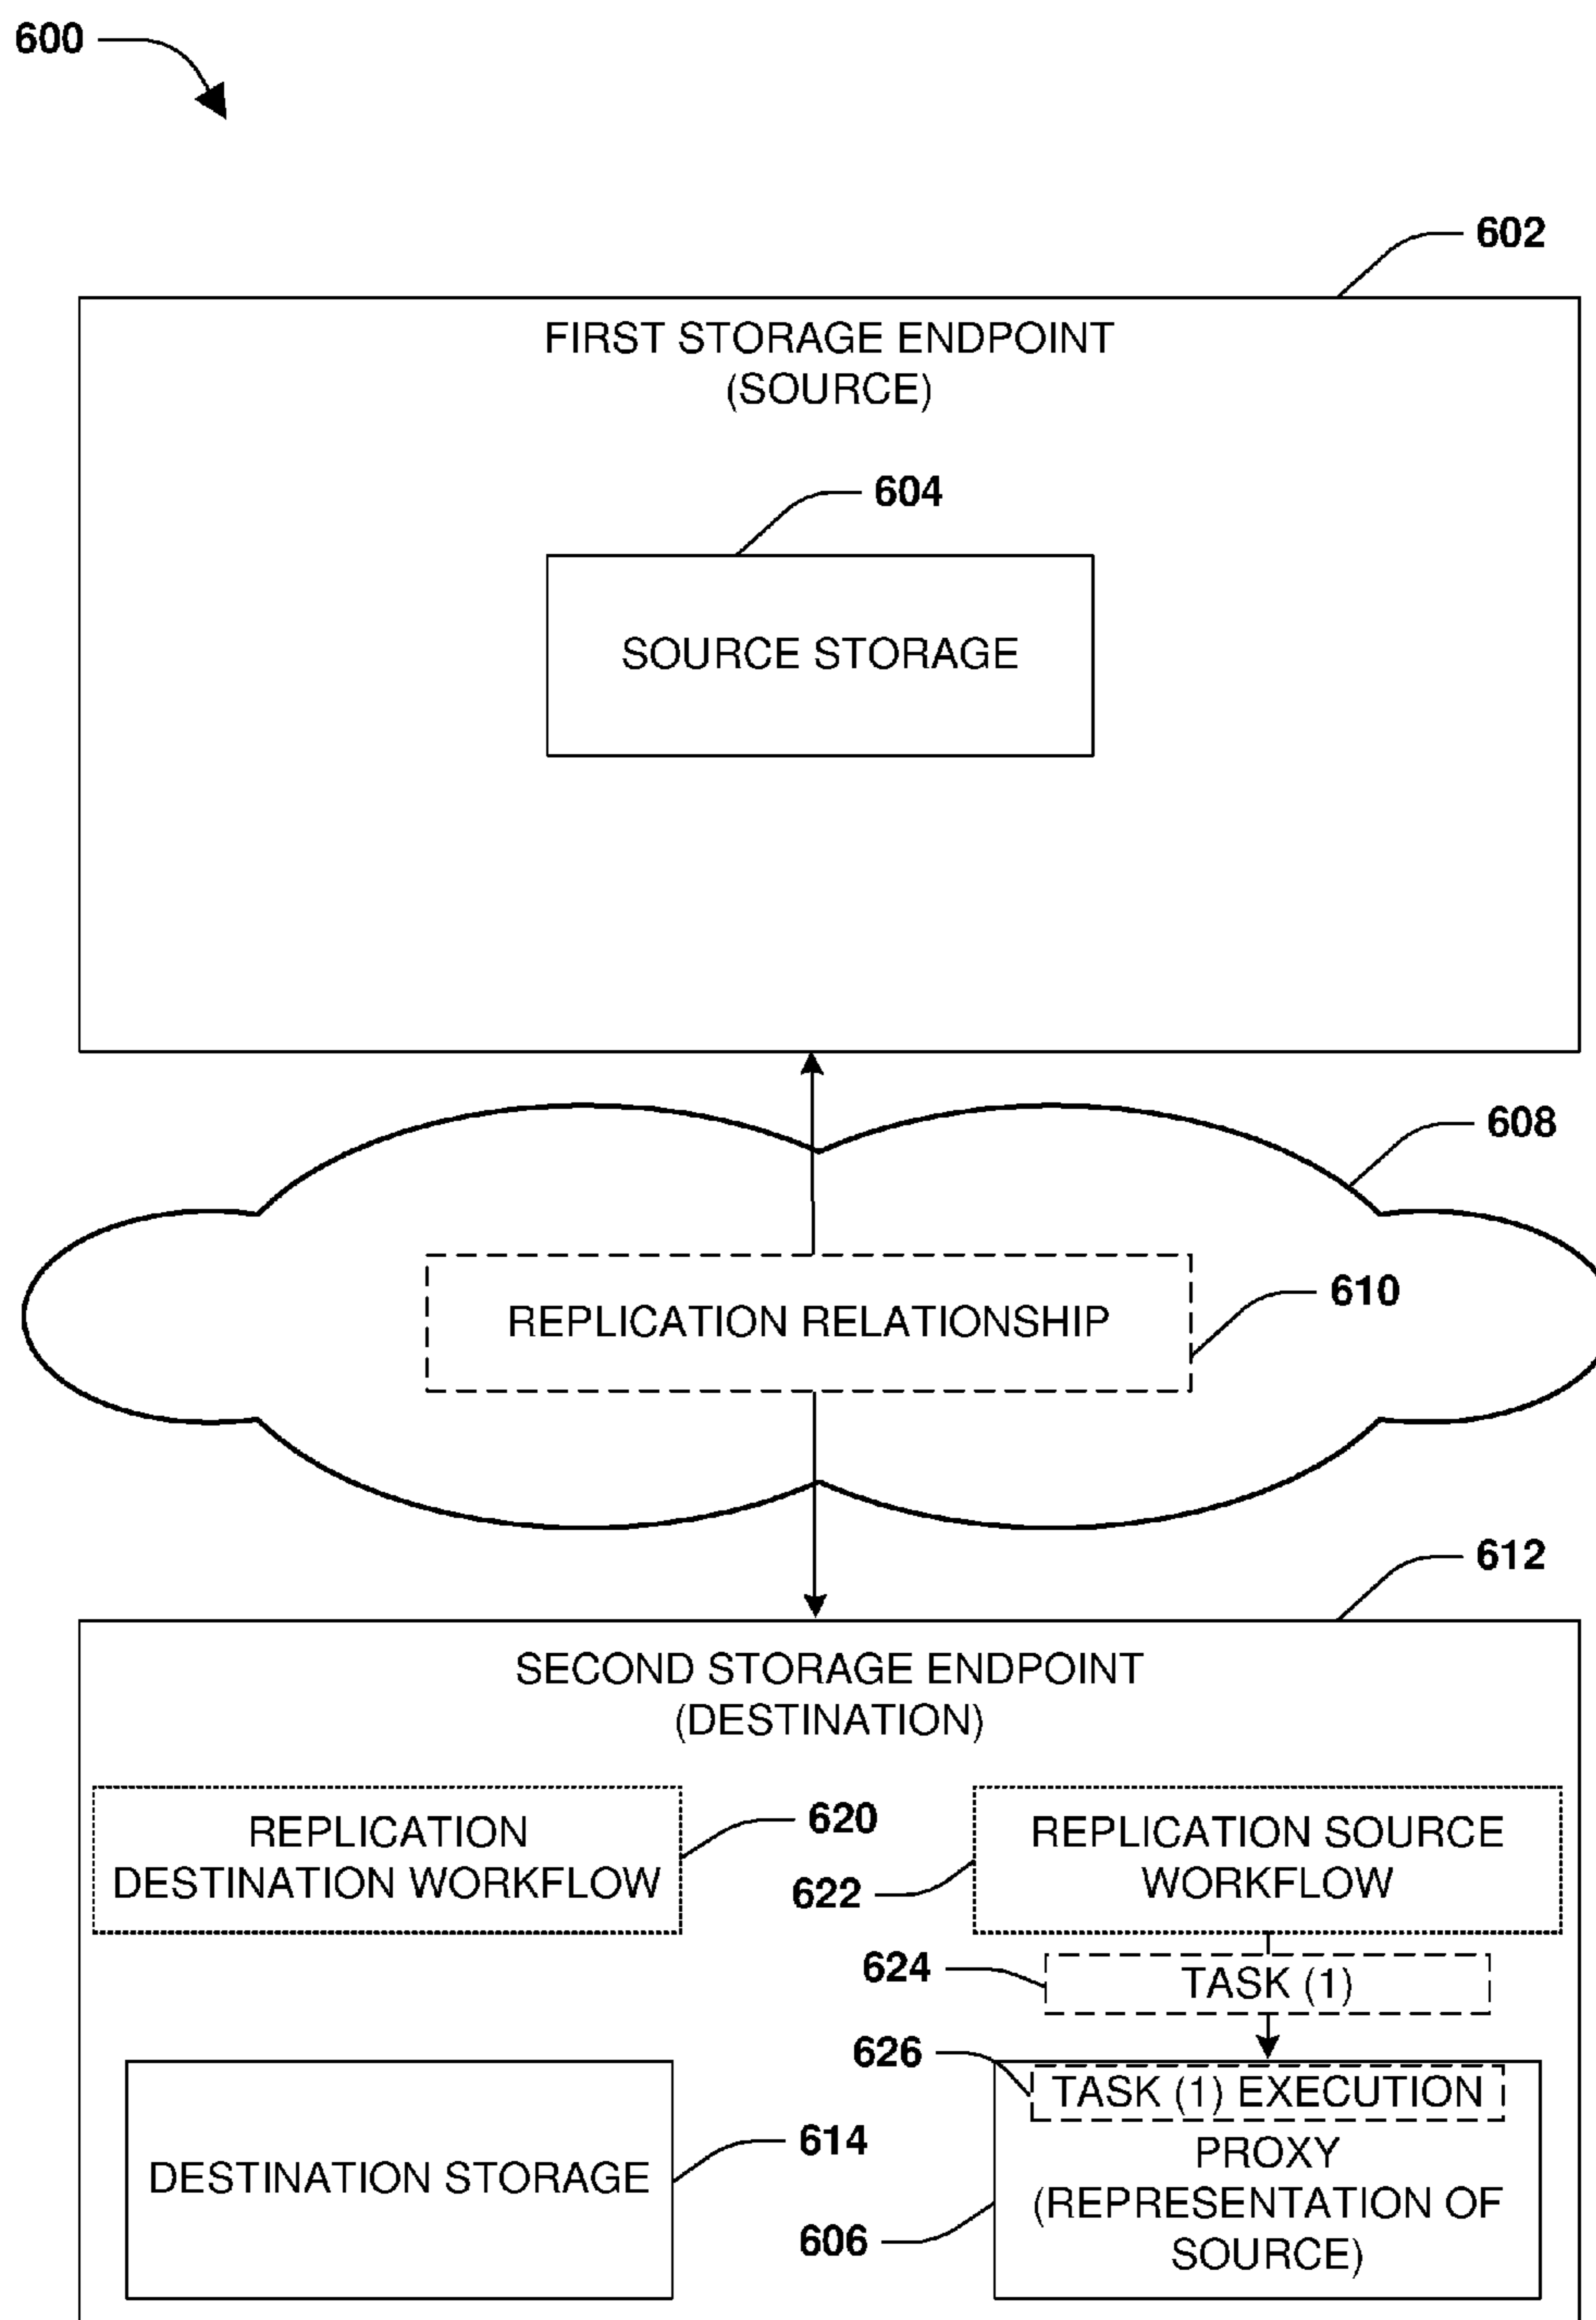 600
602
FIRST STORAGE ENDPOINT
(SOURCE)
604
SOURCE STORAGE
608
610
REPLICATION RELATIONSHIP
612
SECOND STORAGE ENDPOINT
(DESTINATION)
REPLICATION
DESTINATION WORKFLOW
620
622
REPLICATION SOURCE
WORKFLOW
624
TASK (1)
626
TASK (1) EXECUTION
DESTINATION STORAGE
614
606
PROXY
(REPRESENTATION OF
SOURCE)